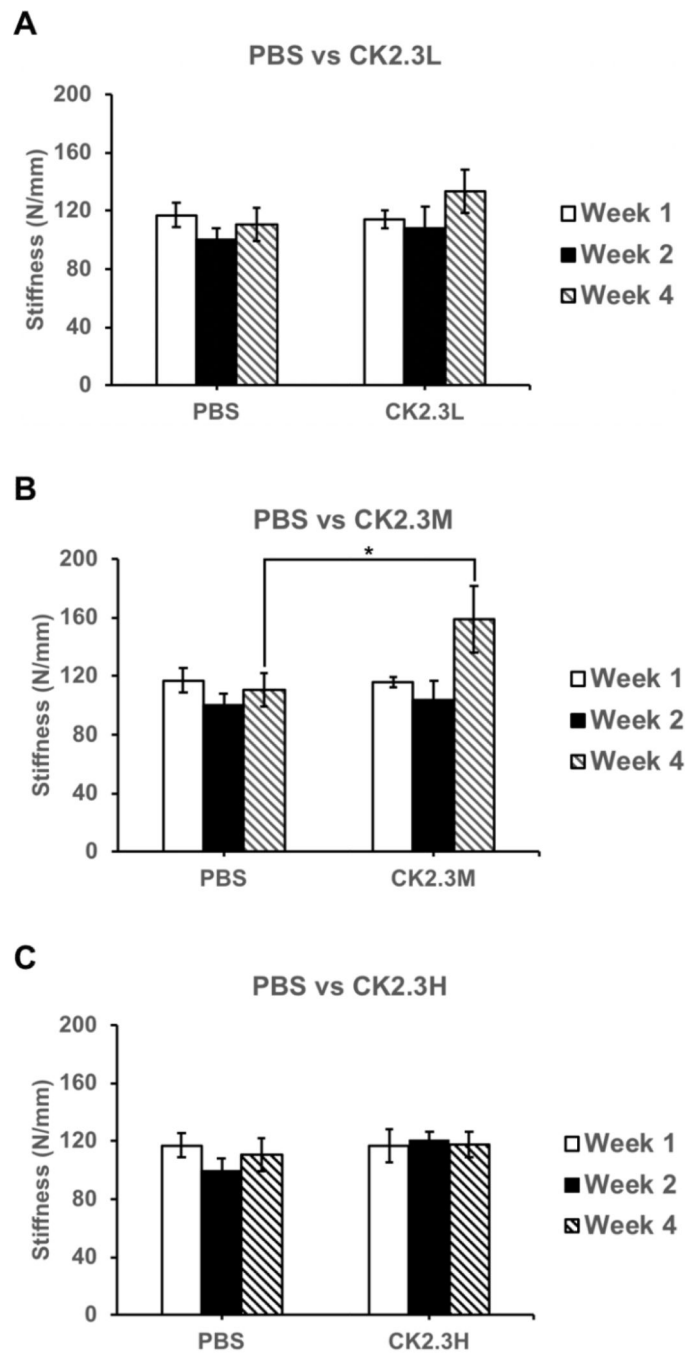 A
PBS vs CK2.3L
Stiffness (N/mm)
200
160
120
80
40
0
PBS
CK2.3L
Week 1
Week 2
Week 4
B
PBS vs CK2.3M
Stiffness (N/mm)
200
160
120
80
40
0
*
PBS
CK2.3M
Week 1
Week 2
Week 4
C
PBS vs CK2.3H
Stiffness (N/mm)
200
160
120
80
40
0
PBS
CK2.3H
Week 1
Week 2
Week 4